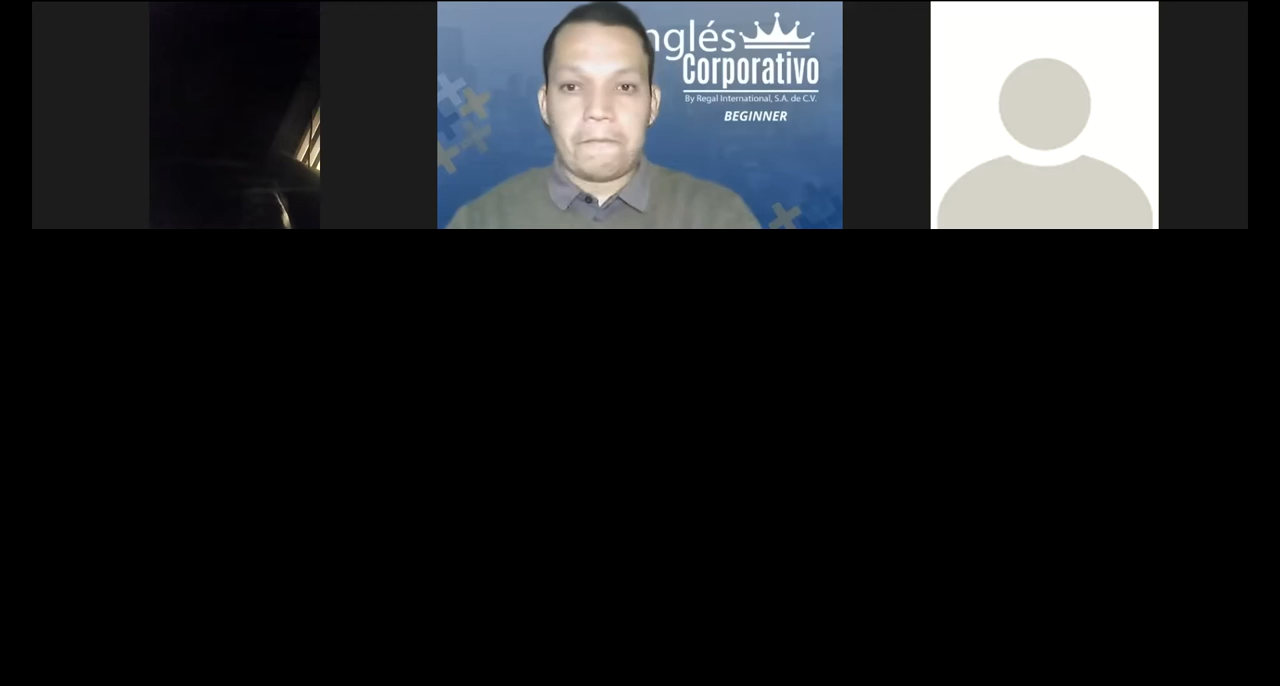 nglés
Corporativo
By Regal International, S.A. de C.V.
BEGINNER